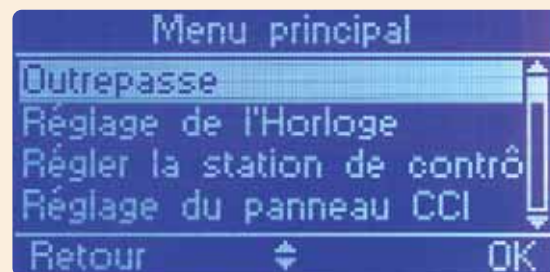 Menu principal
Outrepasse
Réglage de l'Horloge
Régler la station de contrô
Réglage du panneau CCI
Retour OK